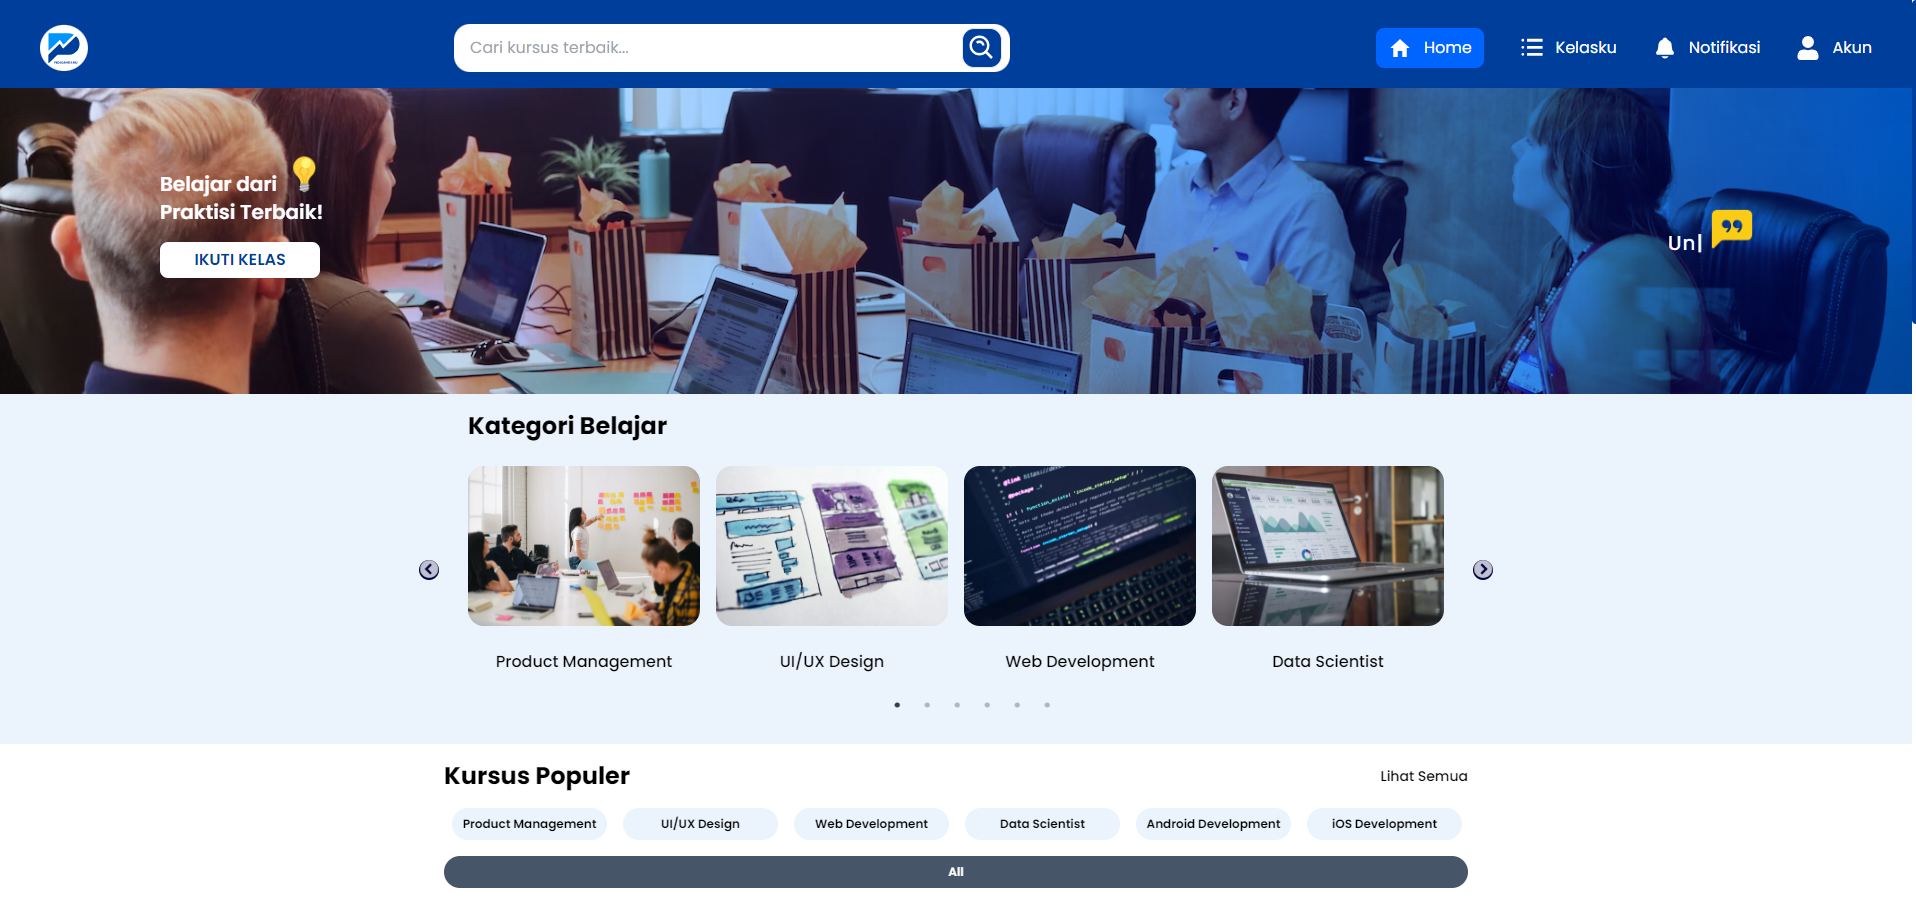 Cari kursus terbaik...
Home
Kelasku
Notifikasi
Akun
Belajar dari
Praktisi Terbaik!
IKUTI KELAS
Un|
Kategori Belajar
Product Management
UI/UX Design
Web Development
Data Scientist
Kursus Populer
Lihat Semua
Product Management
UI/UX Design
Web Development
Data Scientist
Android Development
iOS Development
All